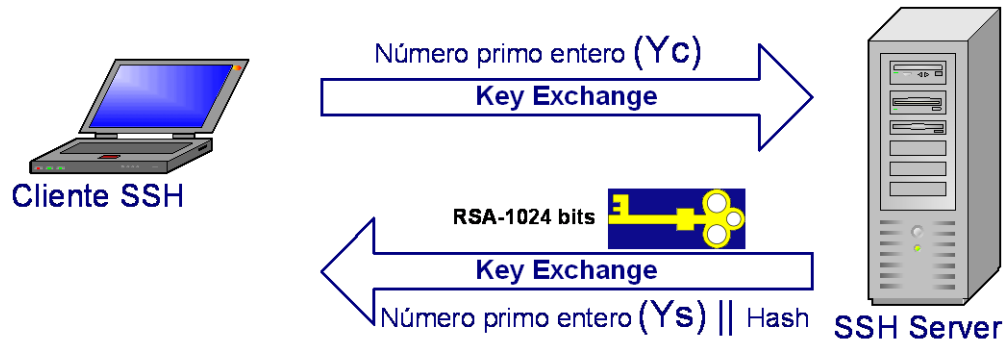 Número primo entero (Yc)
Key Exchange
Cliente SSH
RSA-1024 bits
Key Exchange
Número primo entero (Ys) || Hash
SSH Server